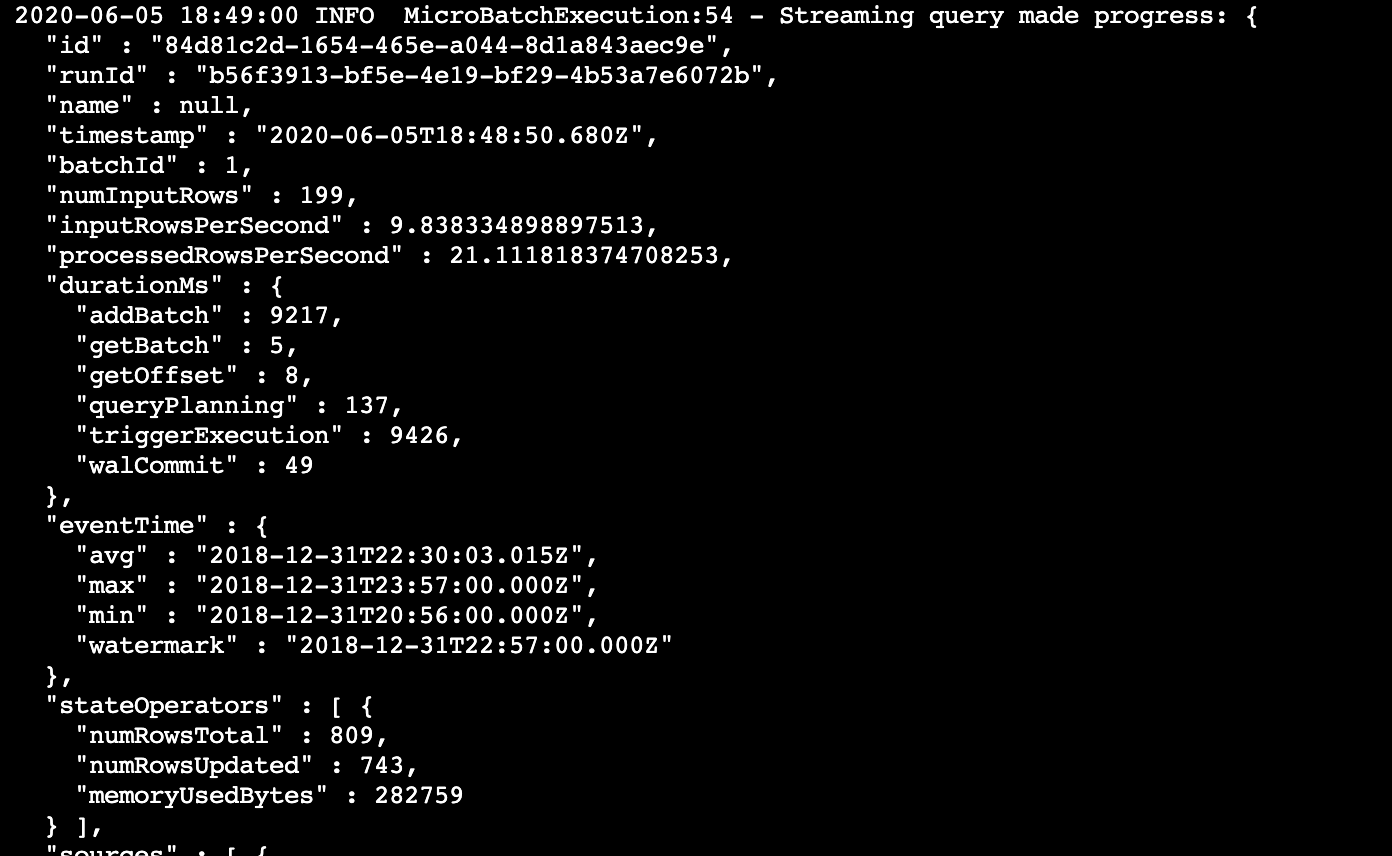 2020-06-05 18:49:00 INFO  MicroBatchExecution:54 - Streaming query made progress: {
  "id" : "84d81c2d-1654-465e-a044-8d1a843aec9e",
  "runId" : "b56f3913-bf5e-4e19-bf29-4b53a7e6072b",
  "name" : null,
  "timestamp" : "2020-06-05T18:48:50.680Z",
  "batchId" : 1,
  "numInputRows" : 199,
  "inputRowsPerSecond" : 9.838334898897513,
  "processedRowsPerSecond" : 21.111818374708253,
  "durationMs" : {
    "addBatch" : 9217,
    "getBatch" : 5,
    "getOffset" : 8,
    "queryPlanning" : 137,
    "triggerExecution" : 9426,
    "walCommit" : 49
  },
  "eventTime" : {
    "avg" : "2018-12-31T22:30:03.015Z",
    "max" : "2018-12-31T23:57:00.000Z",
    "min" : "2018-12-31T20:56:00.000Z",
    "watermark" : "2018-12-31T22:57:00.000Z"
  },
  "stateOperators" : [ {
    "numRowsTotal" : 809,
    "numRowsUpdated" : 743,
    "memoryUsedBytes" : 282759
  } ],
  "sources" : [ {